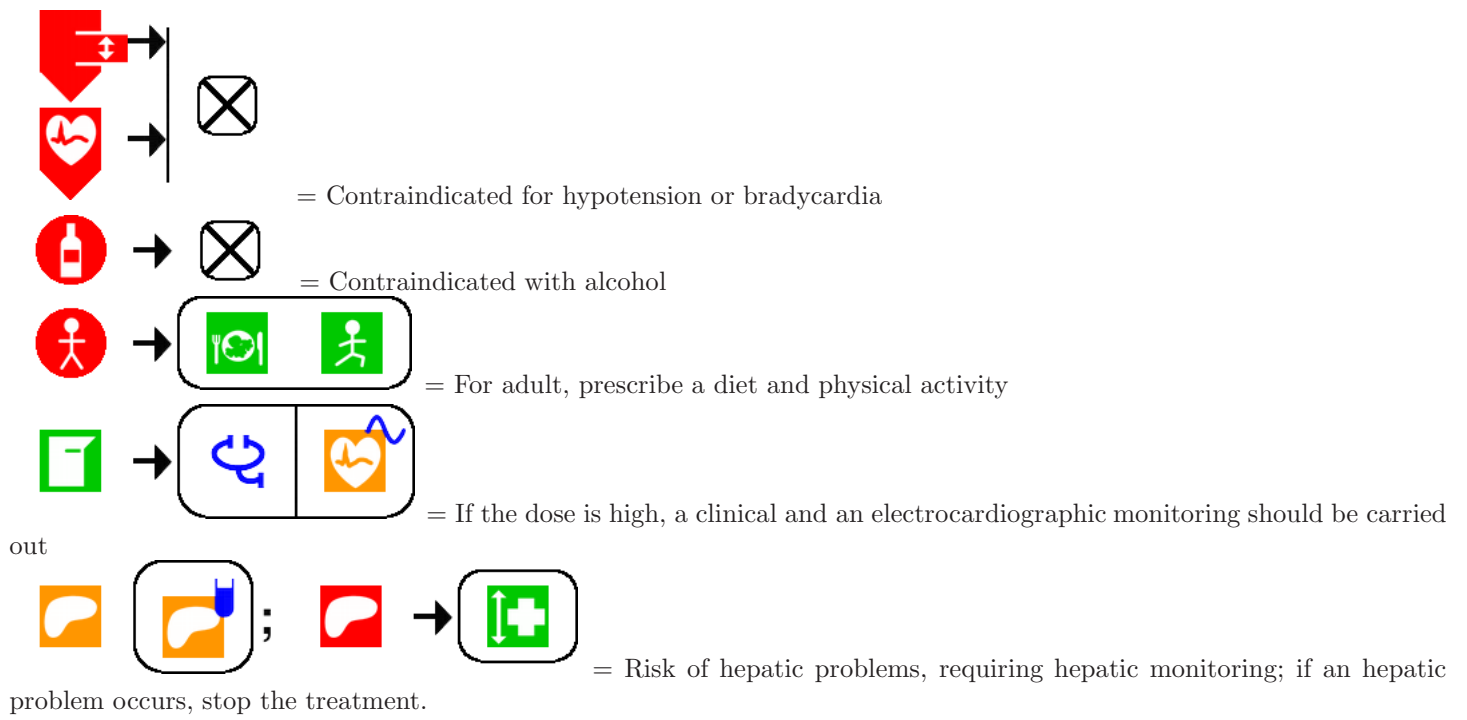 = Contraindicated for hypotension or bradycardia
= Contraindicated with alcohol
= For adult, prescribe a diet and physical activity
= If the dose is high, a clinical and an electrocardiographic monitoring should be carried
out
;
= Risk of hepatic problems, requiring hepatic monitoring; if an hepatic
problem occurs, stop the treatment.